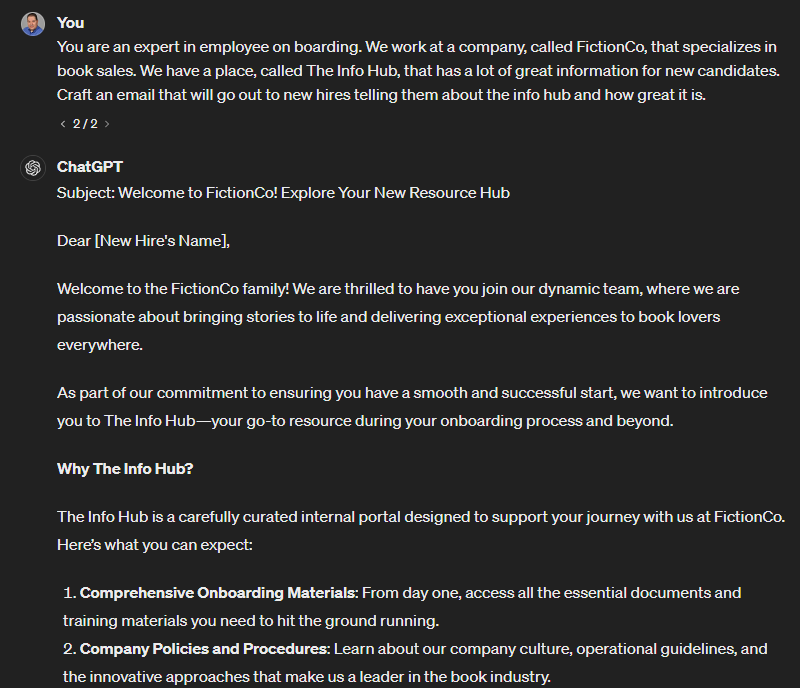 You
You are an expert in employee on boarding. We work at a company, called FictionCo, that specializes in
book sales. We have a place, called The Info Hub, that has a lot of great information for new candidates.
Craft an email that will go out to new hires telling them about the info hub and how great it is.
< 2 / 2 >
ChatGPT
Subject: Welcome to FictionCo! Explore Your New Resource Hub
Dear [New Hire's Name],
Welcome to the FictionCo family! We are thrilled to have you join our dynamic team, where we are
passionate about bringing stories to life and delivering exceptional experiences to book lovers
everywhere.
As part of our commitment to ensuring you have a smooth and successful start, we want to introduce
you to The Info Hub—your go-to resource during your onboarding process and beyond.
Why The Info Hub?
The Info Hub is a carefully curated internal portal designed to support your journey with us at FictionCo.
Here's what you can expect:
1. Comprehensive Onboarding Materials: From day one, access all the essential documents and
training materials you need to hit the ground running.
2. Company Policies and Procedures: Learn about our company culture, operational guidelines, and
the innovative approaches that make us a leader in the book industry.